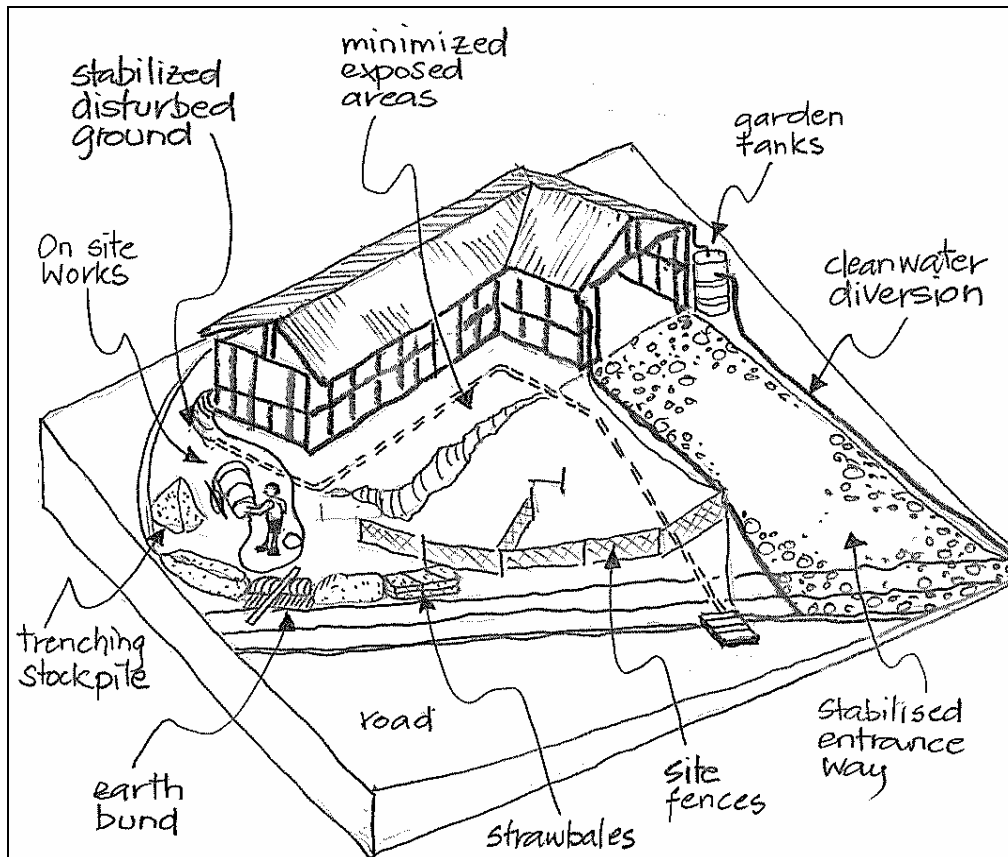 stabilized
disturbed
ground
minimized
exposed
areas
garden
tanks
On site
works
cleanwater
diversion
trenching
stockpile
road
earth
bund
strawbales
site
fences
Stabilised
entrance
way